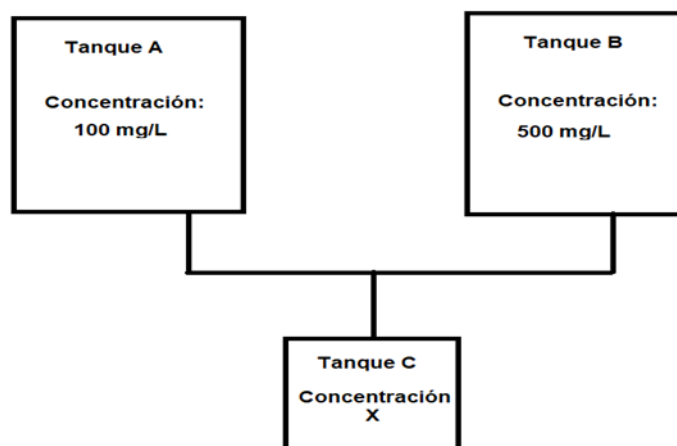 Tanque A
Concentración:
100 mg/L
Tanque B
Concentración:
500 mg/L
Tanque C
Concentración
X